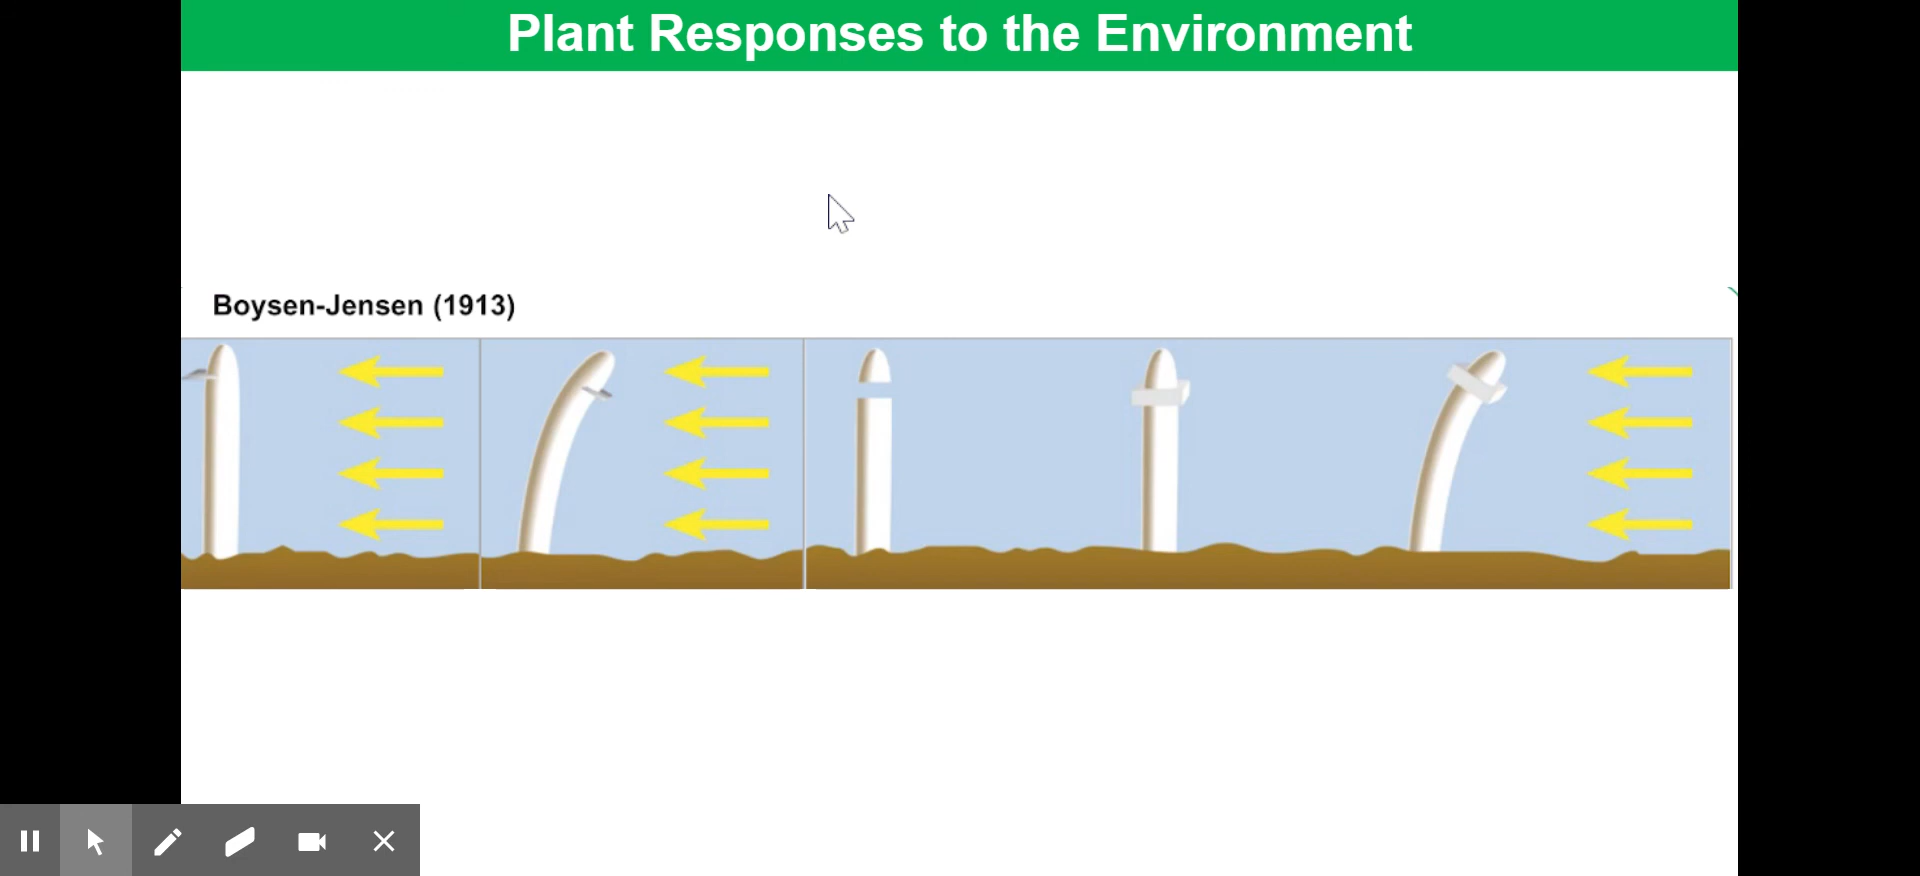 Plant Responses to the Environment
Boysen-Jensen (1913)